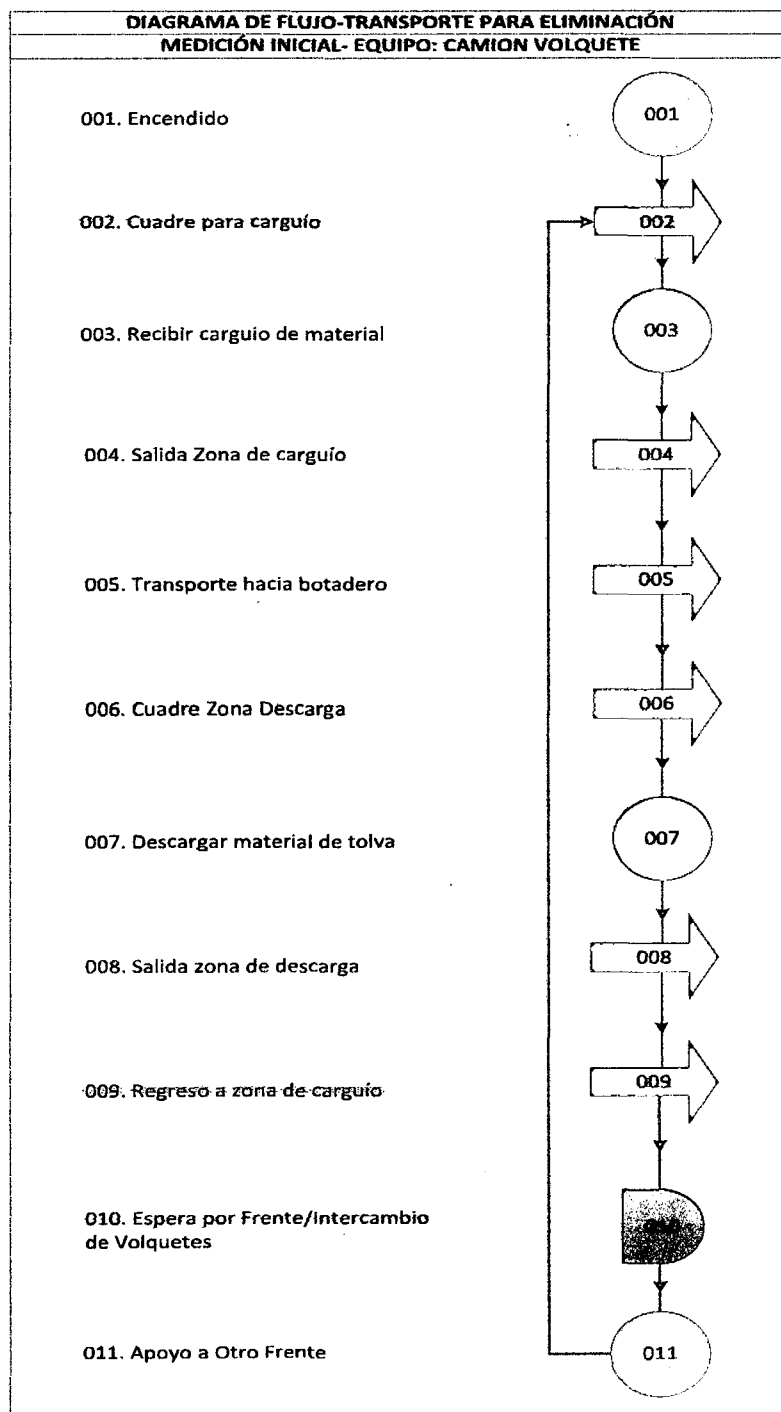 DIAGRAMA DE FLUJO-TRANSPORTE PARA ELIMINACIÓN
MEDICIÓN INICIAL- EQUIPO: CAMION VOLQUETE
001. Encendido
001
002. Cuadre para carguío
002
003. Recibir carguio de material
003
004. Salida Zona de carguío
004
005. Transporte hacia botadero
005
006. Cuadre Zona Descarga
006
007. Descargar material de tolva
007
008. Salida zona de descarga
008
009. Regreso a zona de carguío
009
010. Espera por Frente/Intercambio
de Volquetes
010
011. Apoyo a Otro Frente
011